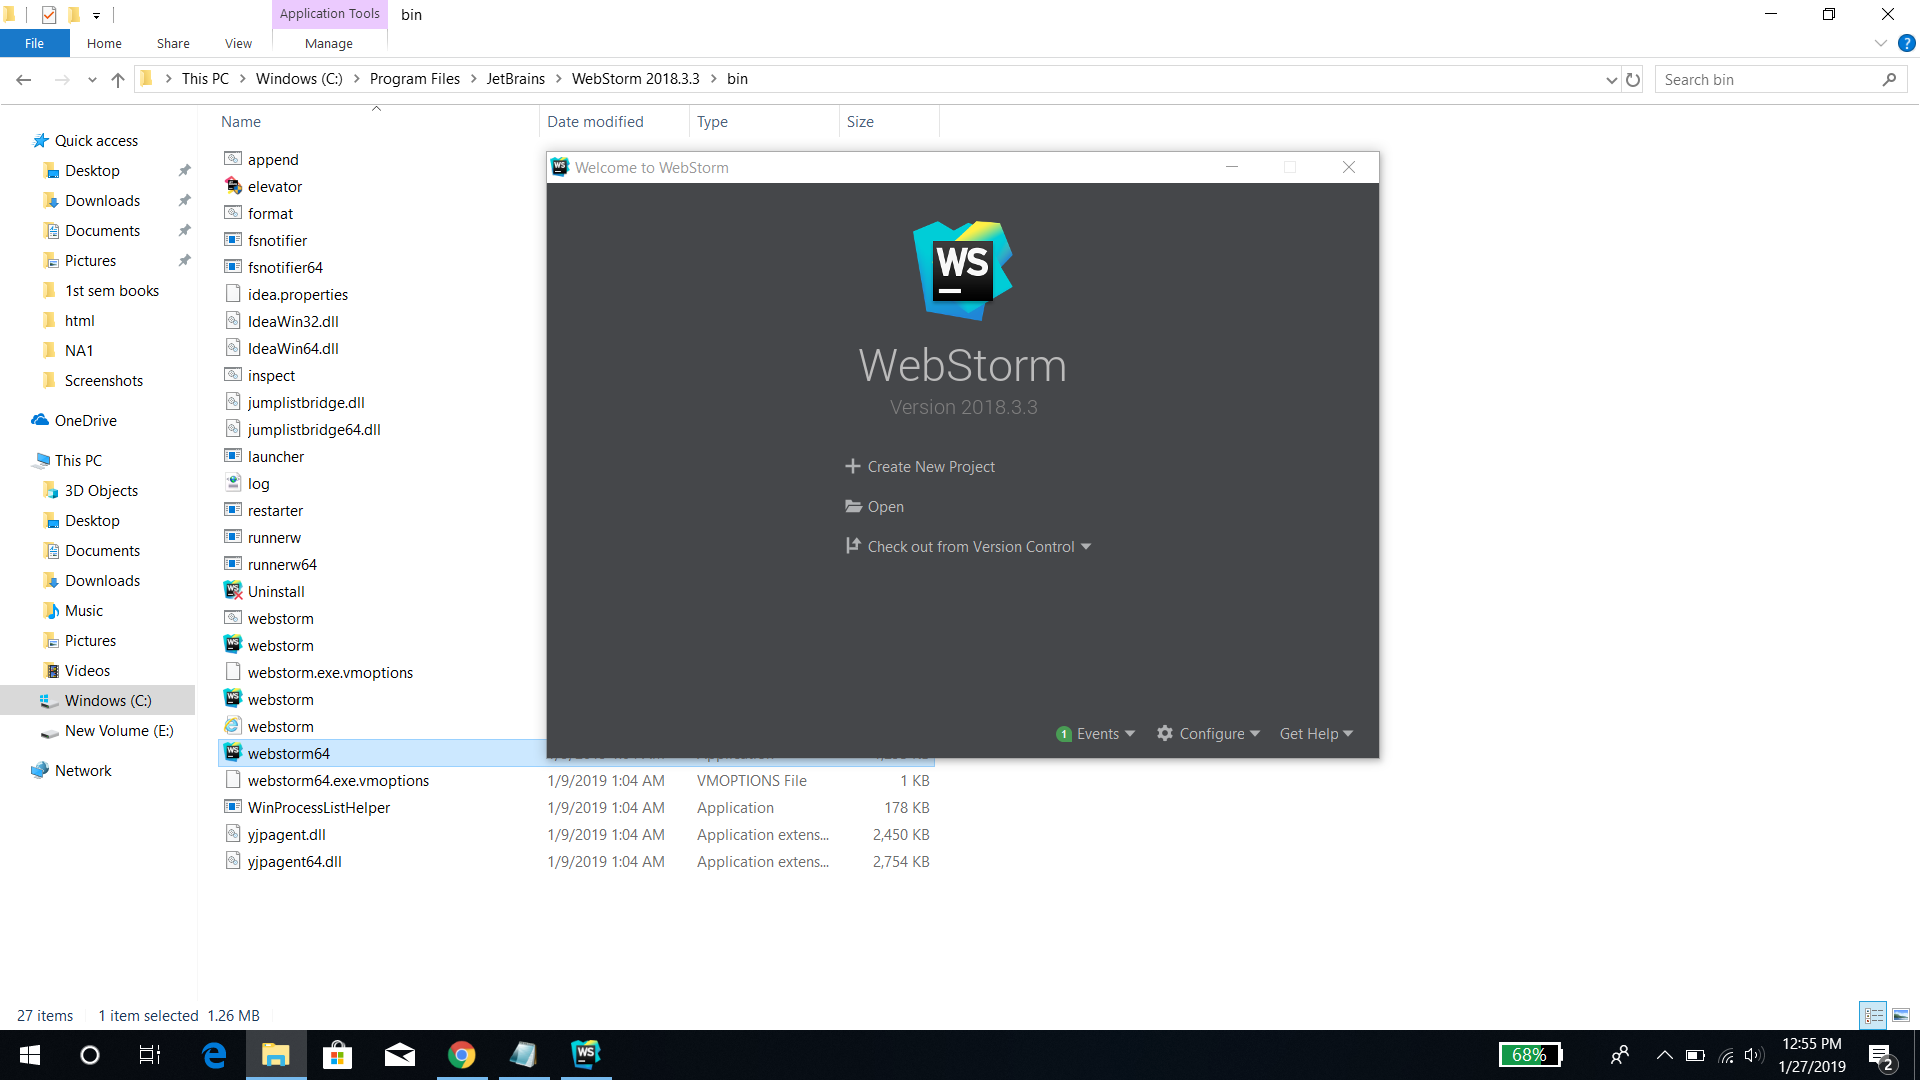 Application Tools
bin
File
Home
Share
View
Manage
This PC
Windows (C:)
Program Files
JetBrains
WebStorm 2018.3.3
bin
Search bin
Name
Date modified
Type
Size
Quick access
Desktop
Downloads
Documents
Pictures
1st sem books
html
NA1
Screenshots
OneDrive
This PC
3D Objects
Desktop
Documents
Downloads
Music
Pictures
Videos
Windows (C:)
New Volume (E:)
Network
append
elevator
format
fsnotifier
fsnotifier64
idea.properties
IdeaWin32.dll
IdeaWin64.dll
inspect
jumplistbridge.dll
jumplistbridge64.dll
launcher
log
restarter
runnerw
runnerw64
Uninstall
webstorm
webstorm
webstorm.exe.vmoptions
webstorm
webstorm
webstorm64
webstorm64.exe.vmoptions 1/9/2019 1:04 AM VMOPTIONS File 1 KB
WinProcessListHelper 1/9/2019 1:04 AM Application 178 KB
yjpagent.dll 1/9/2019 1:04 AM Application extens... 2,450 KB
yjpagent64.dll 1/9/2019 1:04 AM Application extens... 2,754 KB
WS Welcome to WebStorm
WS
WebStorm
Version 2018.3.3
Create New Project
Open
Check out from Version Control
1 Events
Configure
Get Help
27 items
1 item selected 1.26 MB
WS
68%
12:55 PM
1/27/2019
2